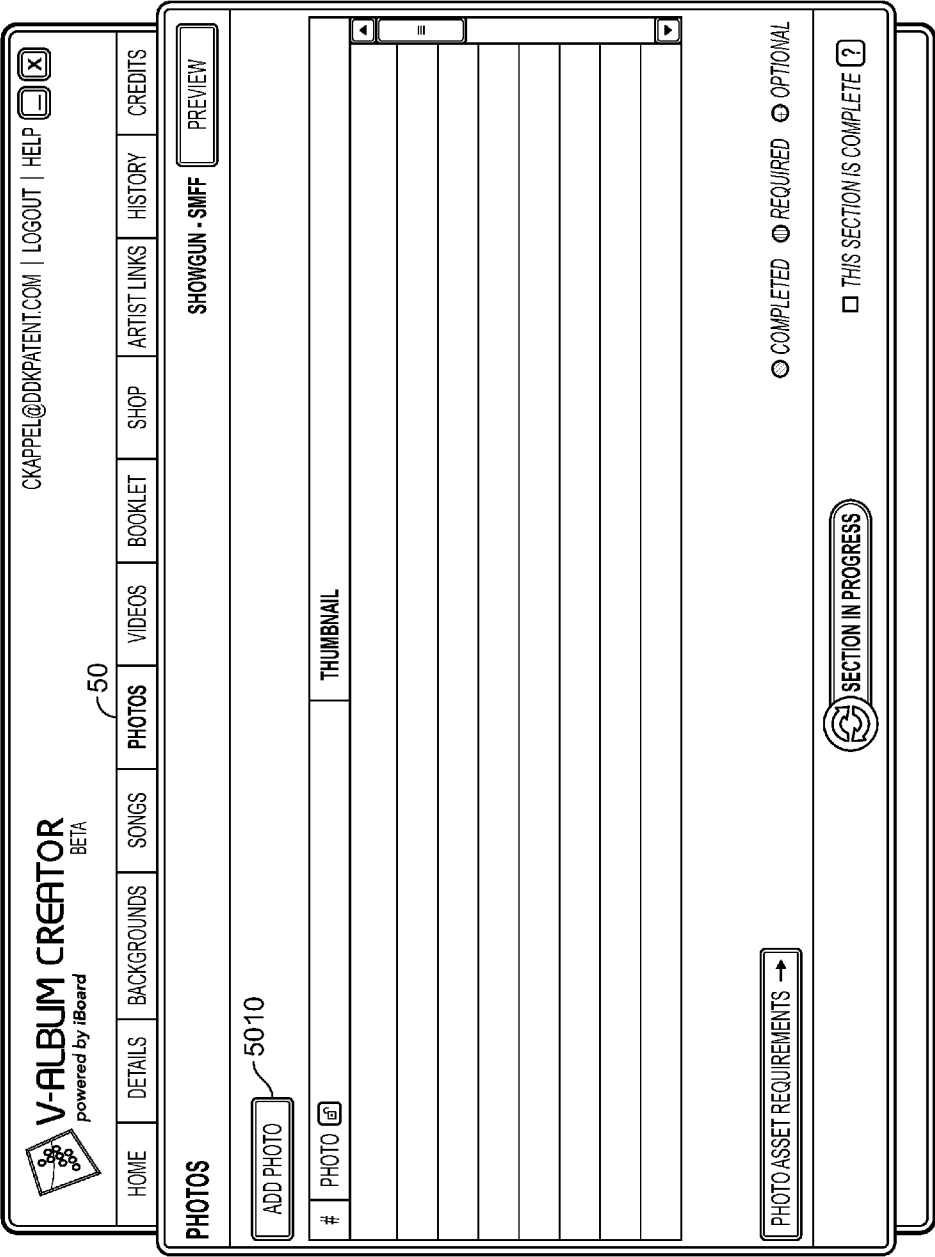 V-ALBUM CREATOR
BETA
powered by iBoard
CKAPPEL@DDKPATENT.COM | LOGOUT | HELP _ X
50
HOME DETAILS BACKGROUNDS SONGS PHOTOS VIDEOS BOOKLET SHOP ARTIST LINKS HISTORY CREDITS
PHOTOS SHOWGUN - SMFF PREVIEW
ADD PHOTO 5010
# PHOTO THUMBNAIL
PHOTO ASSET REQUIREMENTS → COMPLETED REQUIRED OPTIONAL
SECTION IN PROGRESS THIS SECTION IS COMPLETE ?